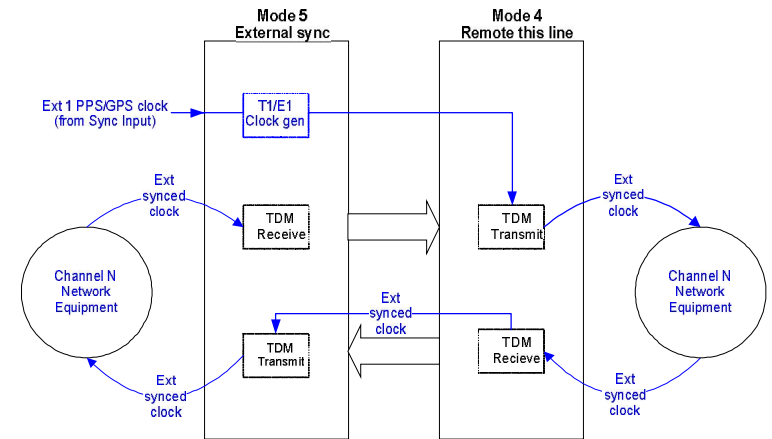 Mode 5
External sync
Mode 4
Remote this line
Ext 1 PPS/GPS clock
(from Sync Input)
T1/E1
Clock gen
Ext
synced
clock
TDM
Receive
TDM
Transmit
Ext
synced
clock
Channel N
Network
Equipment
Channel N
Network
Equipment
Ext
synced
clock
TDM
Transmit
TDM
Recieve
Ext
synced
clock
Ext
synced
clock